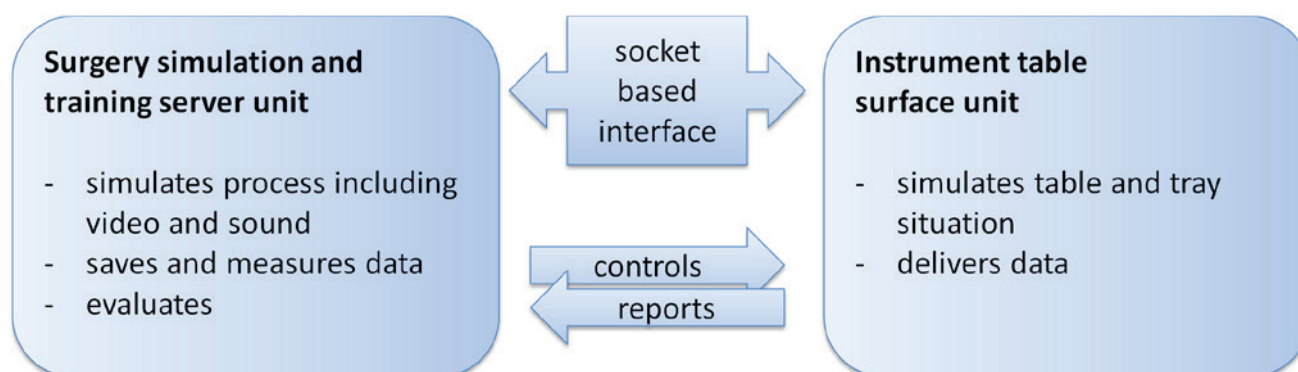 Surgery simulation and
training server unit
- simulates process including
video and sound
- saves and measures data
- evaluates
socket
based
interface
controls
reports
Instrument table
surface unit
- simulates table and tray
situation
- delivers data